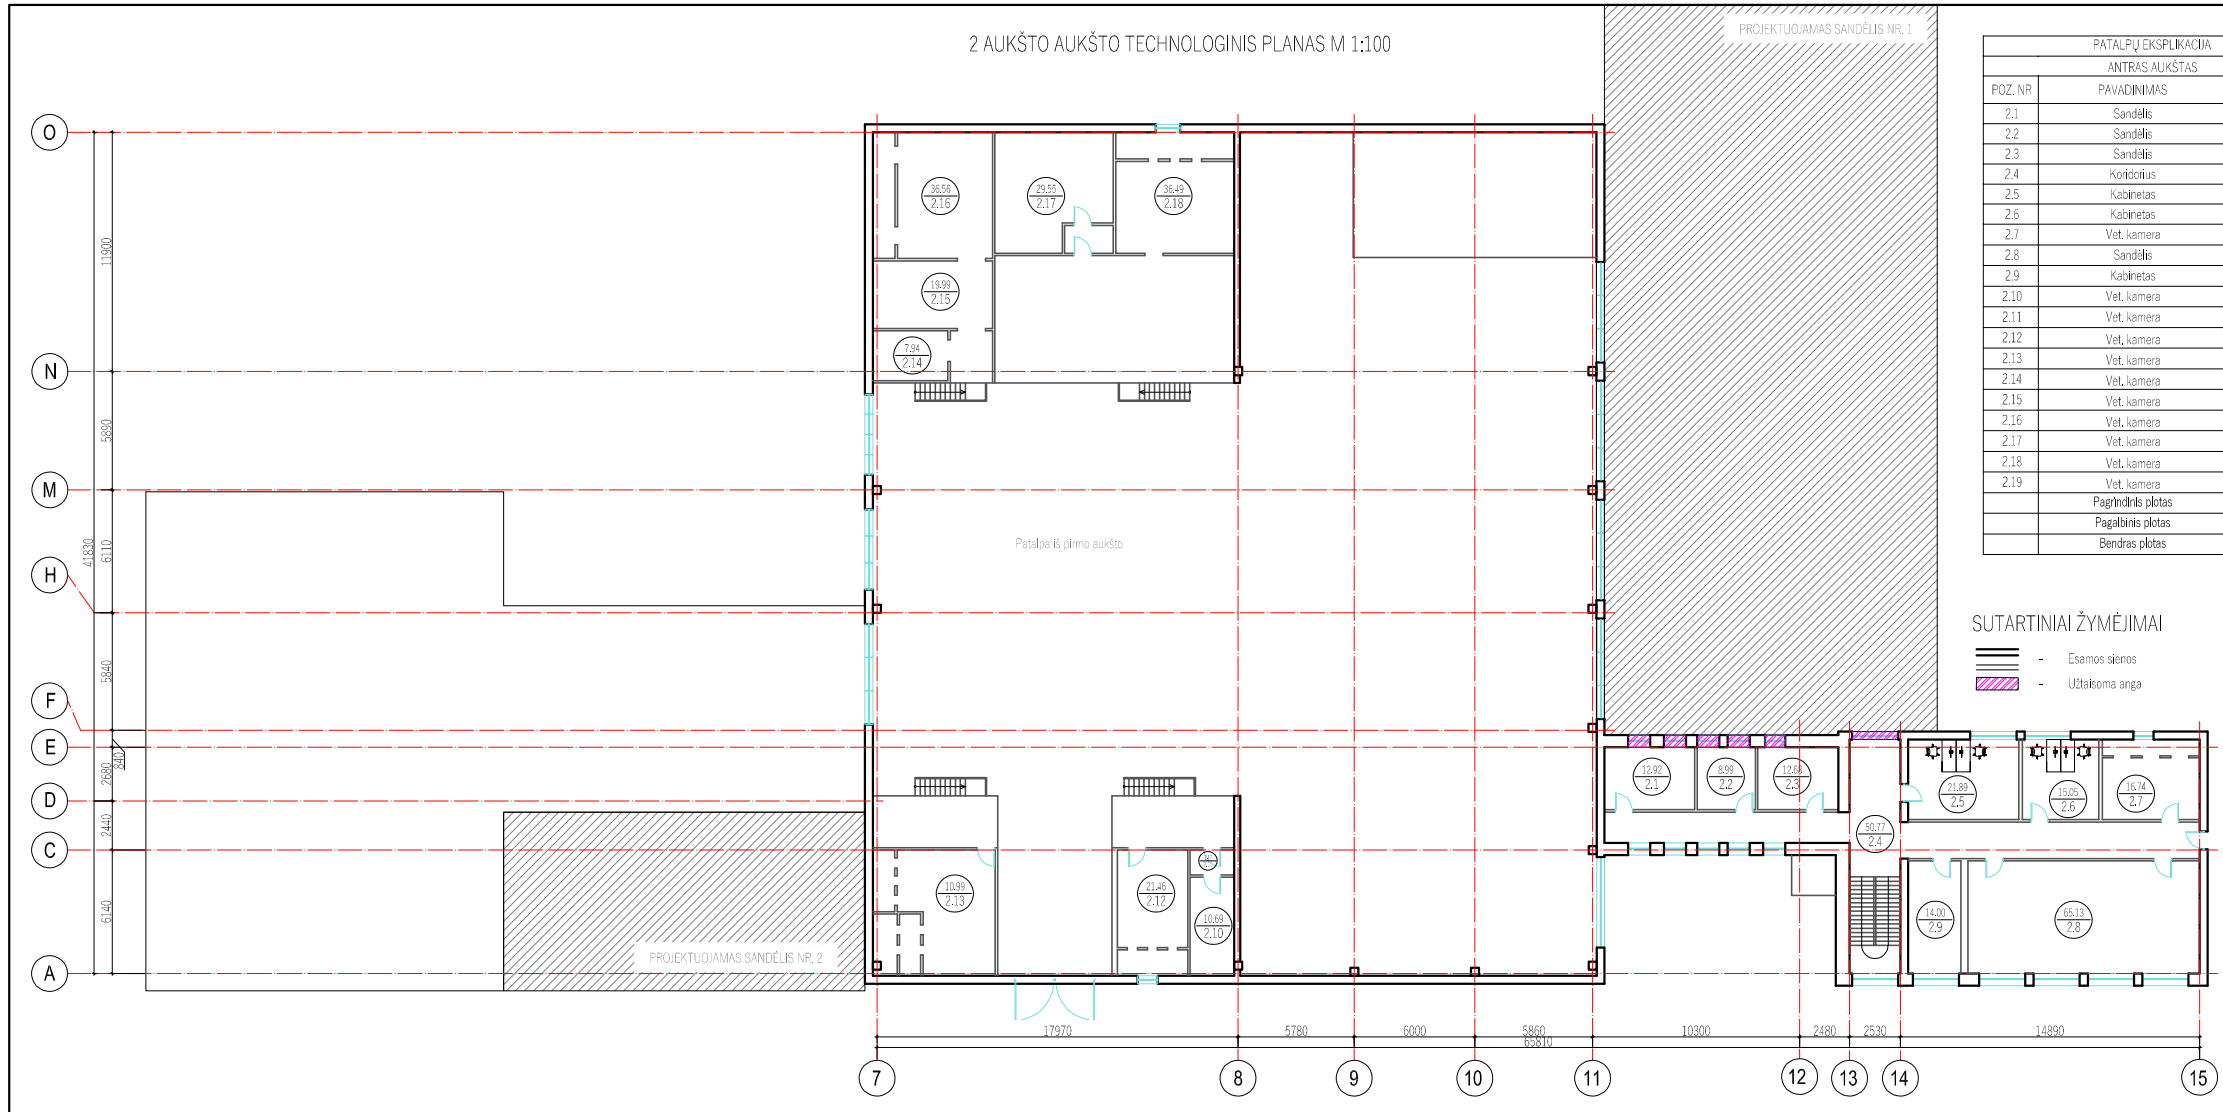 2 AUKŠTO AUKŠTO TECHNOLOGINIS PLANAS M 1:100
PROJEKTUOJAMAS SANDĖLIS NR. 1
PATALPŲ EKSPLIKACIJA
ANTRAS AUKŠTAS
POZ. NR PAVADINIMAS
2.1 Sandėlis
2.2 Sandėlis
2.3 Sandėlis
2.4 Koridorius
2.5 Kabinetas
2.6 Kabinetas
2.7 Vet. kamera
2.8 Sandėlis
2.9 Kabinetas
2.10 Vet. kamera
2.11 Vet. kamera
2.12 Vet. kamera
2.13 Vet. kamera
2.14 Vet. kamera
2.15 Vet. kamera
2.16 Vet. kamera
2.17 Vet. kamera
2.18 Vet. kamera
2.19 Vet. kamera
Pagrindinis plotas
Pagalbinis plotas
Bendras plotas
SUTARTINIAI ŽYMĖJIMAI
- Esamos sienos
- Užtaisoma anga
O
N
M
H
F
E
D
C
A
11900
5890
6110
41830
5840
840
2680
2440
6140
36.56
2.16
29.55
2.17
36.49
2.18
19.99
2.15
7.94
2.14
Patalpa iš pirmo aukšto
12.92
2.1
8.99
2.2
12.68
2.3
21.89
2.5
15.05
2.6
16.74
2.7
50.77
2.4
10.99
2.13
21.46
2.12
10.69
2.10
14.00
2.9
65.13
2.8
PROJEKTUOJAMAS SANDĖLIS NR. 2
17970 5780 6000 5860 10300 2480 2530 14890
65810
7 8 9 10 11 12 13 14 15